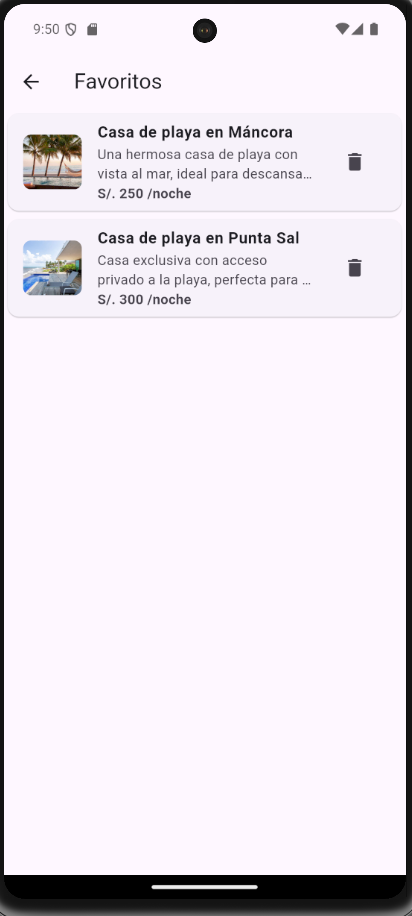 9:50
Favoritos
Casa de playa en Máncora
Una hermosa casa de playa con
vista al mar, ideal para descansa…
S/. 250 /noche
Casa de playa en Punta Sal
Casa exclusiva con acceso
privado a la playa, perfecta para …
S/. 300 /noche